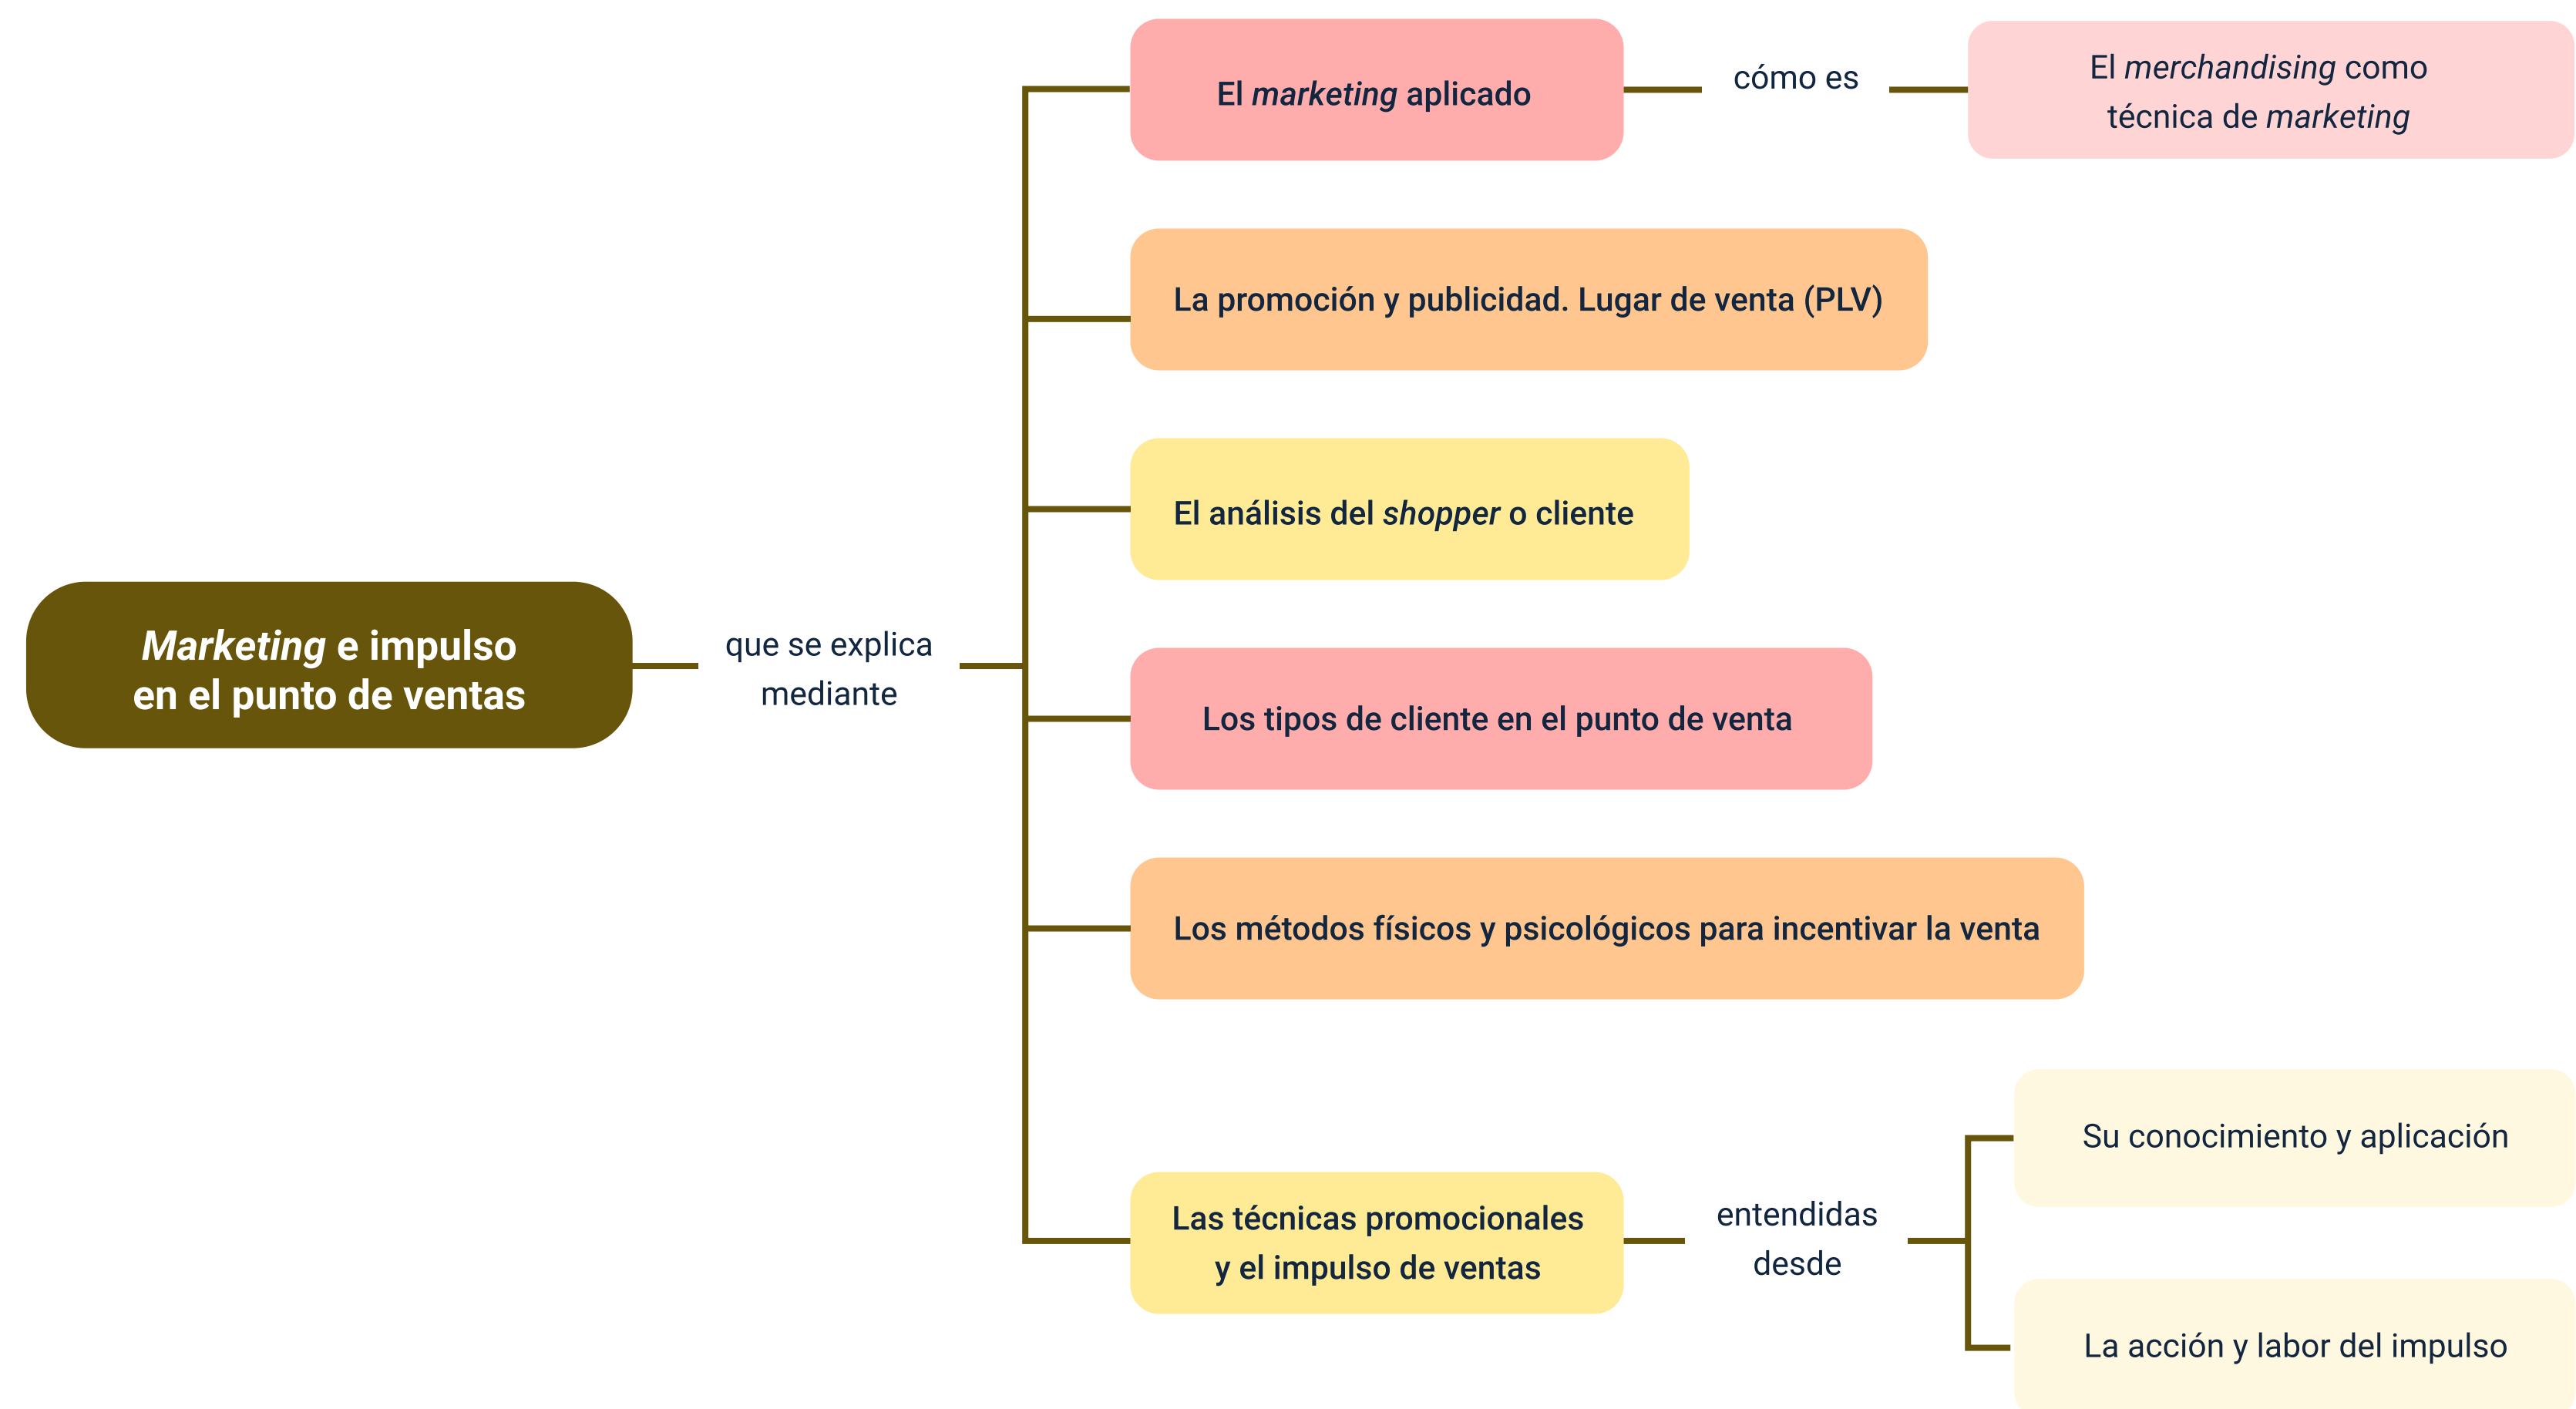 Marketing e impulso
en el punto de ventas
que se explica
mediante
El marketing aplicado
cómo es
El merchandising como
técnica de marketing
La promoción y publicidad. Lugar de venta (PLV)
El análisis del shopper o cliente
Los tipos de cliente en el punto de venta
Los métodos físicos y psicológicos para incentivar la venta
Las técnicas promocionales
y el impulso de ventas
entendidas
desde
Su conocimiento y aplicación
La acción y labor del impulso